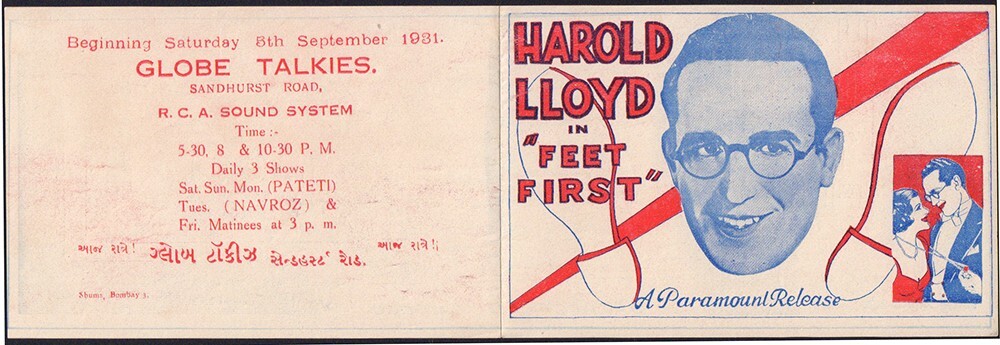 Beginning Saturday 5th September 1931.
GLOBE TALKIES.
SANDHURST ROAD,
R. C. A. SOUND SYSTEM
Time :-
5-30, 8 & 10-30 P. M.
Daily 3 Shows
Sat. Sun. Mon. (PATETI)
Tues. (NAVROZ) &
Fri. Matinees at 3 p. m.
આજ રાત્રે! ગ્લોબ ટૉકીઝ સેન્ડહર્સ્ટ રોડ. આજ રાત્રે!!
Shums, Bombay 3.
HAROLD
LLOYD
IN
"FEET
FIRST"
A Paramount Release